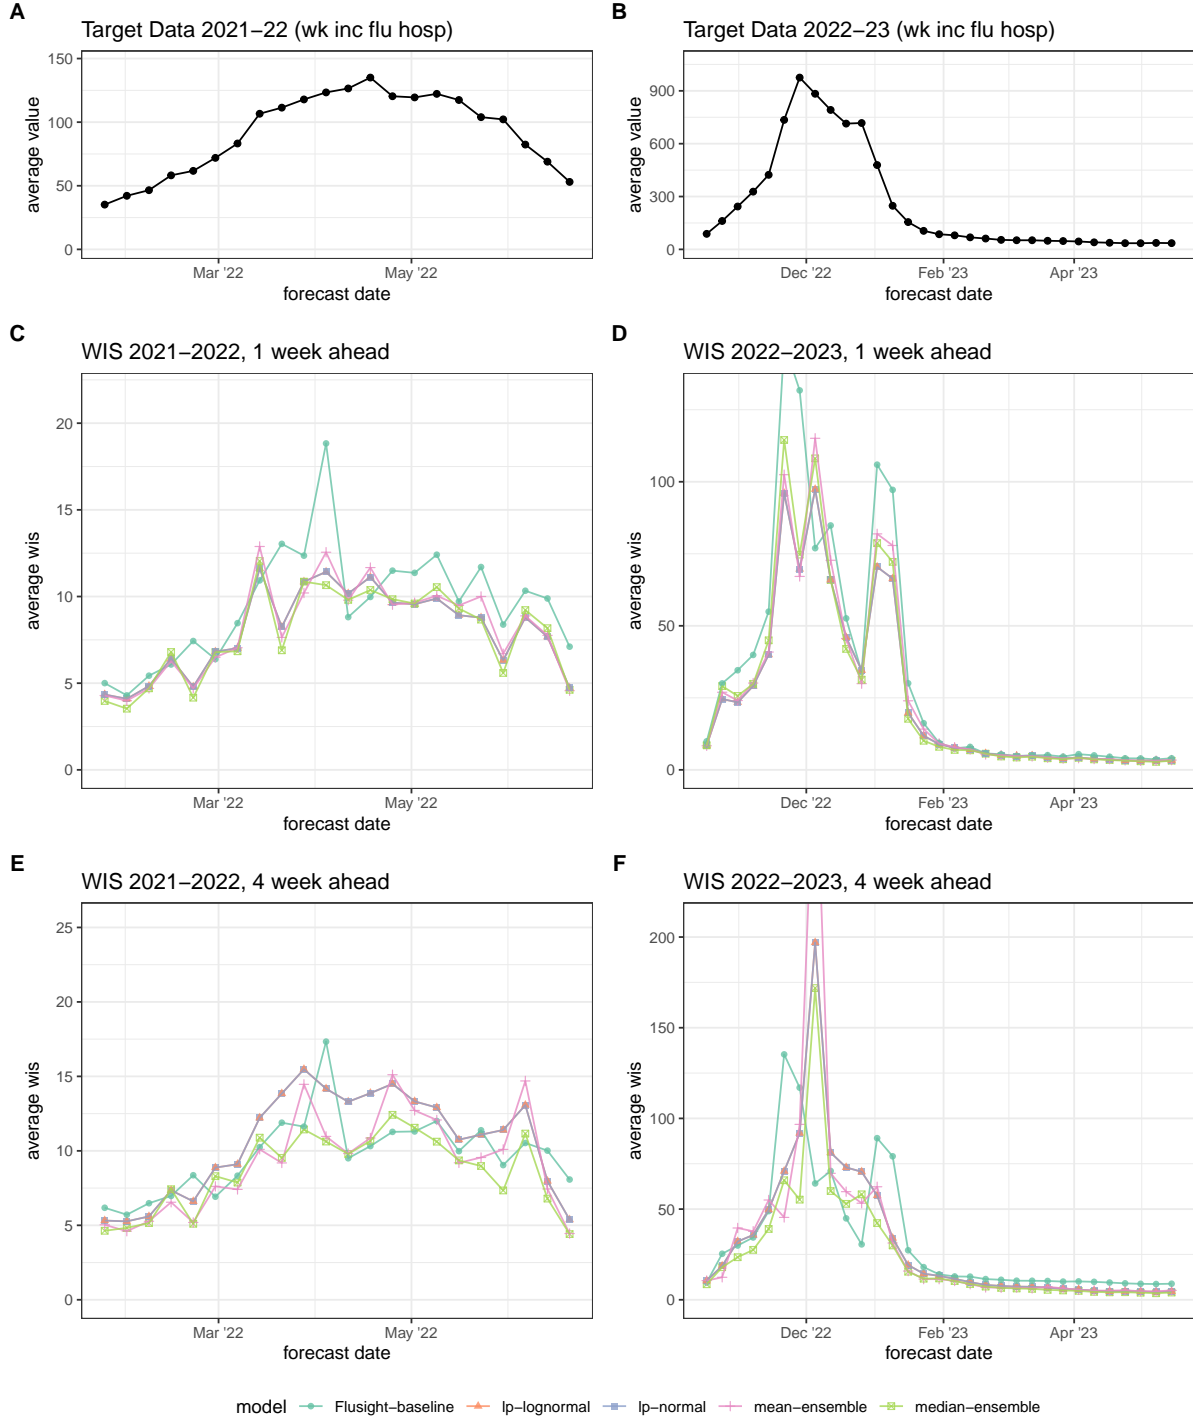 A
Target Data 2021−22 (wk inc flu hosp)
150
100
50
0
average value
Mar '22
May '22
forecast date
B
Target Data 2022−23 (wk inc flu hosp)
900
600
300
0
average value
Dec '22
Feb '23
Apr '23
forecast date
C
WIS 2021−2022, 1 week ahead
20
15
10
5
0
average wis
Mar '22
May '22
forecast date
D
WIS 2022−2023, 1 week ahead
100
50
0
average wis
Dec '22
Feb '23
Apr '23
forecast date
E
WIS 2021−2022, 4 week ahead
25
20
15
10
5
0
average wis
Mar '22
May '22
forecast date
F
WIS 2022−2023, 4 week ahead
200
150
100
50
0
average wis
Dec '22
Feb '23
Apr '23
forecast date
model Flusight−baseline lp−lognormal lp−normal mean−ensemble median−ensemble